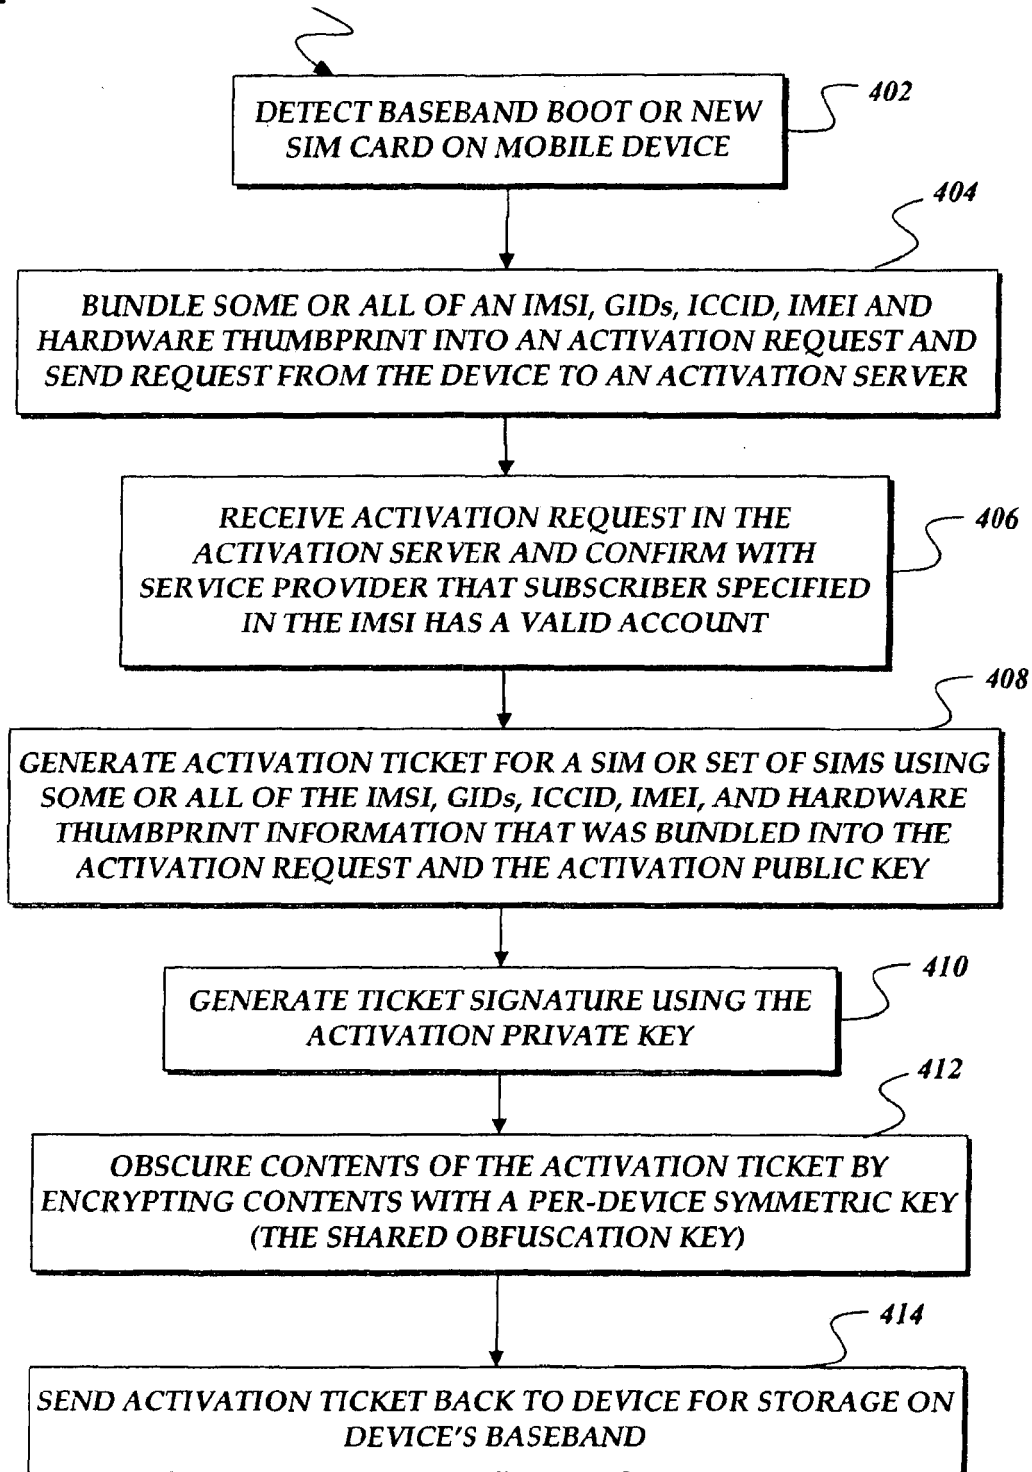 402
DETECT BASEBAND BOOT OR NEW
SIM CARD ON MOBILE DEVICE
404
BUNDLE SOME OR ALL OF AN IMSI, GIDs, ICCID, IMEI AND
HARDWARE THUMBPRINT INTO AN ACTIVATION REQUEST AND
SEND REQUEST FROM THE DEVICE TO AN ACTIVATION SERVER
406
RECEIVE ACTIVATION REQUEST IN THE
ACTIVATION SERVER AND CONFIRM WITH
SERVICE PROVIDER THAT SUBSCRIBER SPECIFIED
IN THE IMSI HAS A VALID ACCOUNT
408
GENERATE ACTIVATION TICKET FOR A SIM OR SET OF SIMS USING
SOME OR ALL OF THE IMSI, GIDs, ICCID, IMEI, AND HARDWARE
THUMBPRINT INFORMATION THAT WAS BUNDLED INTO THE
ACTIVATION REQUEST AND THE ACTIVATION PUBLIC KEY
410
GENERATE TICKET SIGNATURE USING THE
ACTIVATION PRIVATE KEY
412
OBSCURE CONTENTS OF THE ACTIVATION TICKET BY
ENCRYPTING CONTENTS WITH A PER-DEVICE SYMMETRIC KEY
(THE SHARED OBFUSCATION KEY)
414
SEND ACTIVATION TICKET BACK TO DEVICE FOR STORAGE ON
DEVICE'S BASEBAND